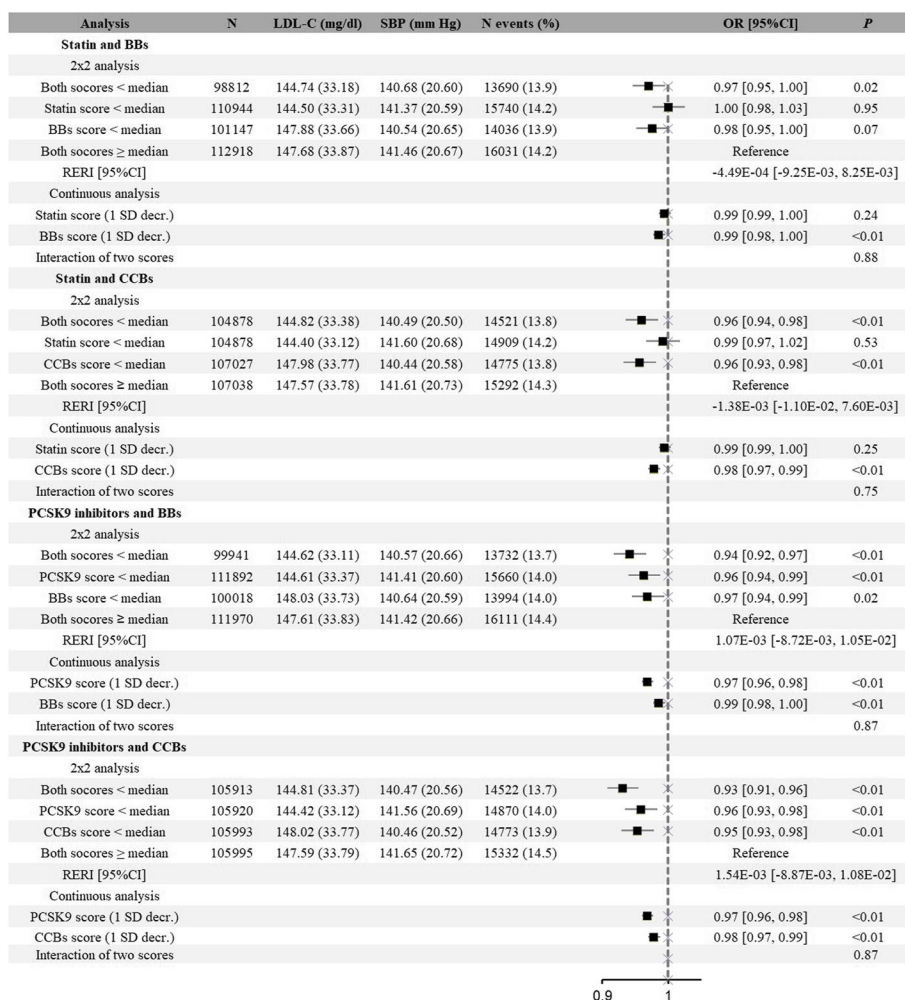 Analysis N LDL-C (mg/dl) SBP (mm Hg) N events (%) OR [95%CI] P
Statin and BBs
2x2 analysis
Both socores < median 98812 144.74 (33.18) 140.68 (20.60) 13690 (13.9) 0.97 [0.95, 1.00] 0.02
Statin score < median 110944 144.50 (33.31) 141.37 (20.59) 15740 (14.2) 1.00 [0.98, 1.03] 0.95
BBs score < median 101147 147.88 (33.66) 140.54 (20.65) 14036 (13.9) 0.98 [0.95, 1.00] 0.07
Both socores ≥ median 112918 147.68 (33.87) 141.46 (20.67) 16031 (14.2) Reference
RERI [95%CI] -4.49E-04 [-9.25E-03, 8.25E-03]
Continuous analysis
Statin score (1 SD decr.) 0.99 [0.99, 1.00] 0.24
BBs score (1 SD decr.) 0.99 [0.98, 1.00] <0.01
Interaction of two scores 0.88
Statin and CCBs
2x2 analysis
Both socores < median 104878 144.82 (33.38) 140.49 (20.50) 14521 (13.8) 0.96 [0.94, 0.98] <0.01
Statin score < median 104878 144.40 (33.12) 141.60 (20.68) 14909 (14.2) 0.99 [0.97, 1.02] 0.53
CCBs score < median 107027 147.98 (33.77) 140.44 (20.58) 14775 (13.8) 0.96 [0.93, 0.98] <0.01
Both socores ≥ median 107038 147.57 (33.78) 141.61 (20.73) 15292 (14.3) Reference
RERI [95%CI] -1.38E-03 [-1.10E-02, 7.60E-03]
Continuous analysis
Statin score (1 SD decr.) 0.99 [0.99, 1.00] 0.25
CCBs score (1 SD decr.) 0.98 [0.97, 0.99] <0.01
Interaction of two scores 0.75
PCSK9 inhibitors and BBs
2x2 analysis
Both socores < median 99941 144.62 (33.11) 140.57 (20.66) 13732 (13.7) 0.94 [0.92, 0.97] <0.01
PCSK9 score < median 111892 144.61 (33.37) 141.41 (20.60) 15660 (14.0) 0.96 [0.94, 0.99] <0.01
BBs score < median 100018 148.03 (33.73) 140.64 (20.59) 13994 (14.0) 0.97 [0.94, 0.99] 0.02
Both socores ≥ median 111970 147.61 (33.83) 141.42 (20.66) 16111 (14.4) Reference
RERI [95%CI] 1.07E-03 [-8.72E-03, 1.05E-02]
Continuous analysis
PCSK9 score (1 SD decr.) 0.97 [0.96, 0.98] <0.01
BBs score (1 SD decr.) 0.99 [0.98, 1.00] <0.01
Interaction of two scores 0.87
PCSK9 inhibitors and CCBs
2x2 analysis
Both socores < median 105913 144.81 (33.37) 140.47 (20.56) 14522 (13.7) 0.93 [0.91, 0.96] <0.01
PCSK9 score < median 105920 144.42 (33.12) 141.56 (20.69) 14870 (14.0) 0.96 [0.93, 0.98] <0.01
CCBs score < median 105993 148.02 (33.77) 140.46 (20.52) 14773 (13.9) 0.95 [0.93, 0.98] <0.01
Both socores ≥ median 105995 147.59 (33.79) 141.65 (20.72) 15332 (14.5) Reference
RERI [95%CI] 1.54E-03 [-8.87E-03, 1.08E-02]
Continuous analysis
PCSK9 score (1 SD decr.) 0.97 [0.96, 0.98] <0.01
CCBs score (1 SD decr.) 0.98 [0.97, 0.99] <0.01
Interaction of two scores 0.87
0.9 1